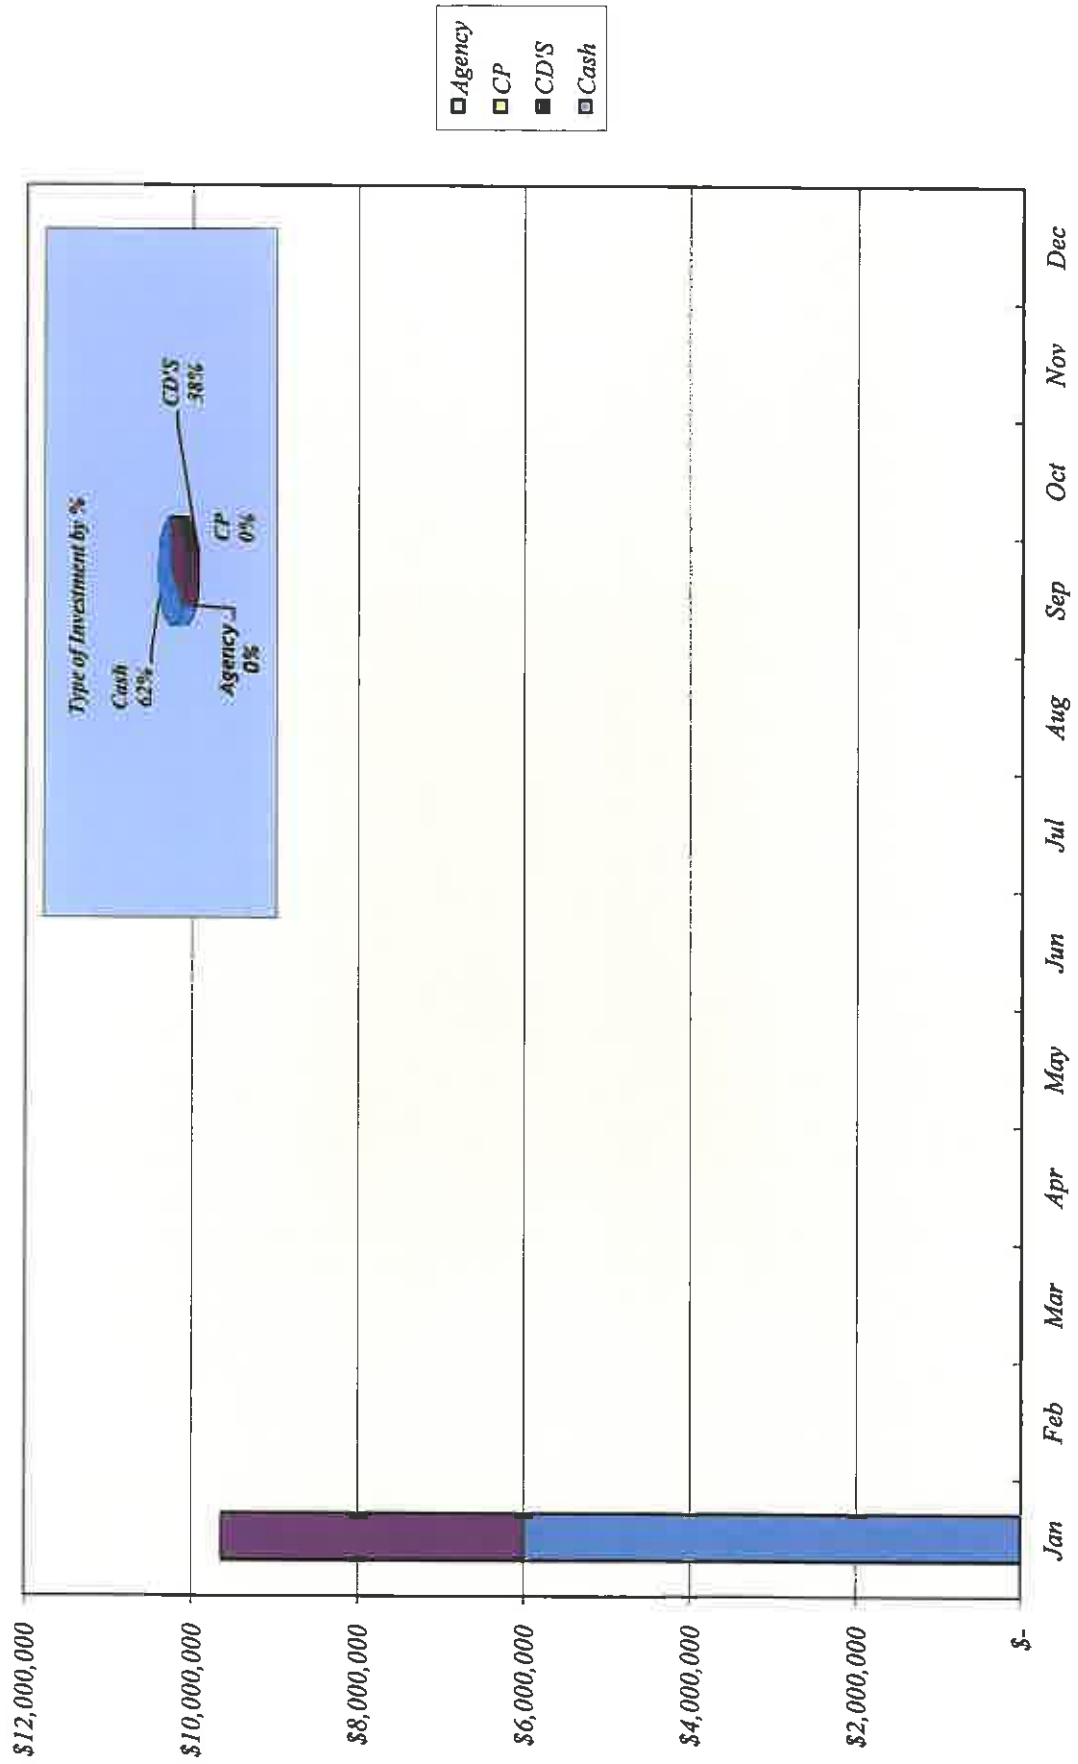 $12,000,000
$10,000,000
$8,000,000
$6,000,000
$4,000,000
$2,000,000
$-
Jan
Feb
Mar
Apr
May
Jun
Jul
Aug
Sep
Oct
Nov
Dec
Type of Investment by %
Cash
62%
Agency
0%
CP
0%
CD'S
38%
Agency
CP
CD'S
Cash